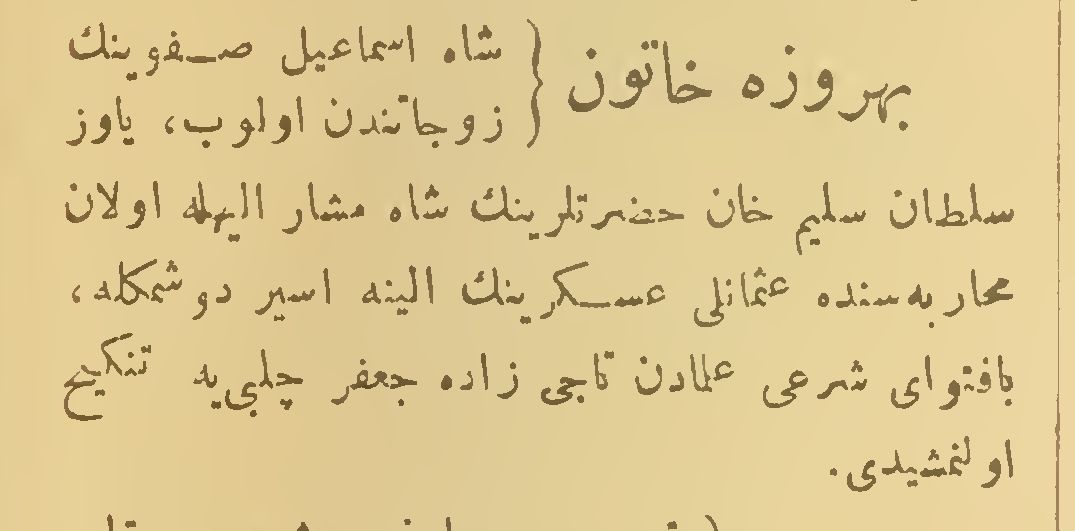 بهروزه خاتون { شاه اسماعيل صفوينك
زوجاتندن اولوب، ياوز
سلطان سليم خان حضرتلرينك شاه مشار اليهله اولان
محاربه‌سنده عثمانلى عسكرينك الينه اسير دوشمكله،
بافتواى شرعى علمادن تاجى زاده جعفر چلبى‌يه تنكيح
اولنمشيدى.